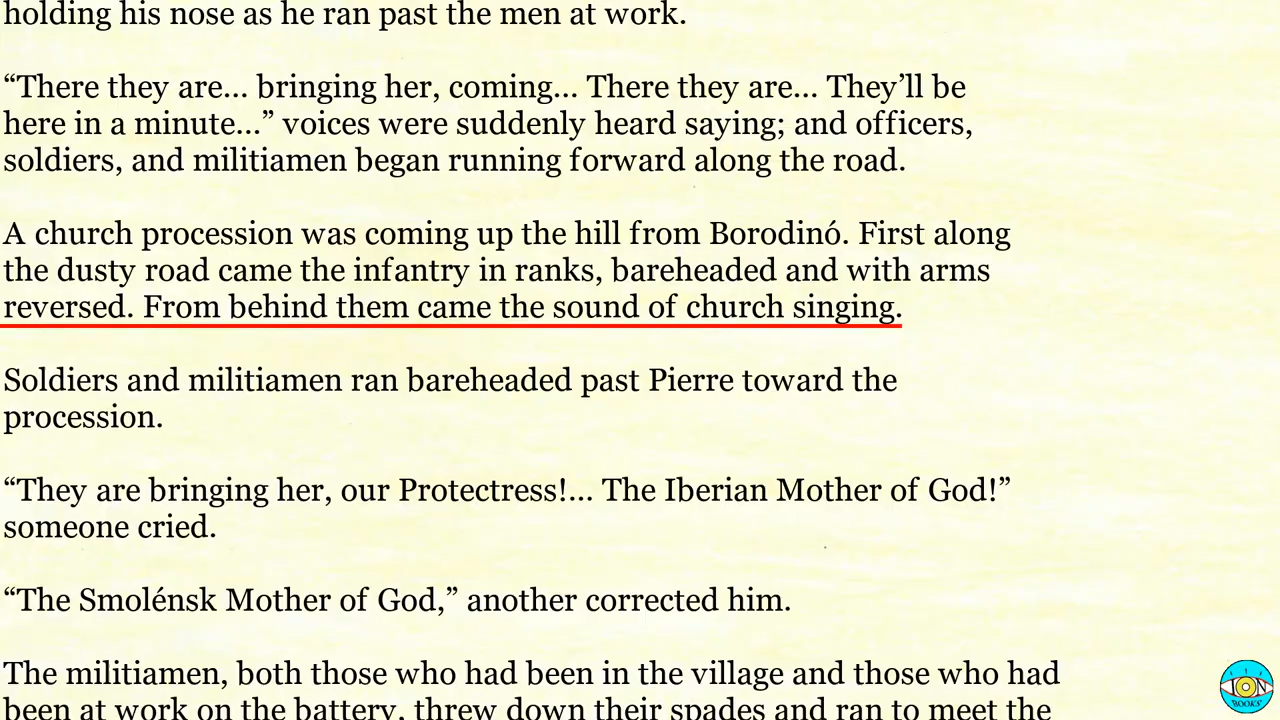 holding his nose as he ran past the men at work.
“There they are... bringing her, coming... There they are... They’ll be
here in a minute...” voices were suddenly heard saying; and officers,
soldiers, and militiamen began running forward along the road.
A church procession was coming up the hill from Borodinó. First along
the dusty road came the infantry in ranks, bareheaded and with arms
reversed. From behind them came the sound of church singing.
Soldiers and militiamen ran bareheaded past Pierre toward the
procession.
“They are bringing her, our Protectress!... The Iberian Mother of God!”
someone cried.
“The Smolénsk Mother of God,” another corrected him.
The militiamen, both those who had been in the village and those who had
been at work on the battery, threw down their spades and ran to meet the
ION
BOOKS